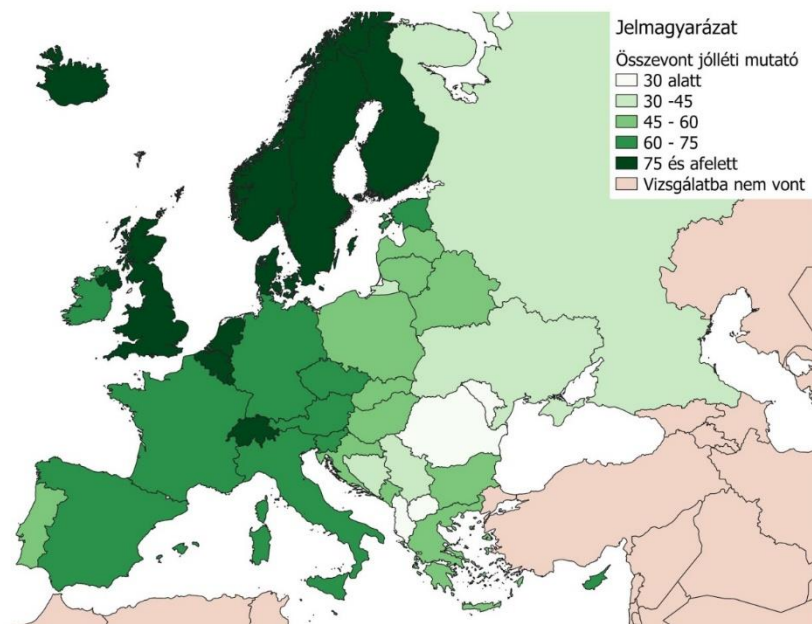 Jelmagyarázat
Összevont jólléti mutató
30 alatt
30 -45
45 - 60
60 - 75
75 és afelett
Vizsgálatba nem vont